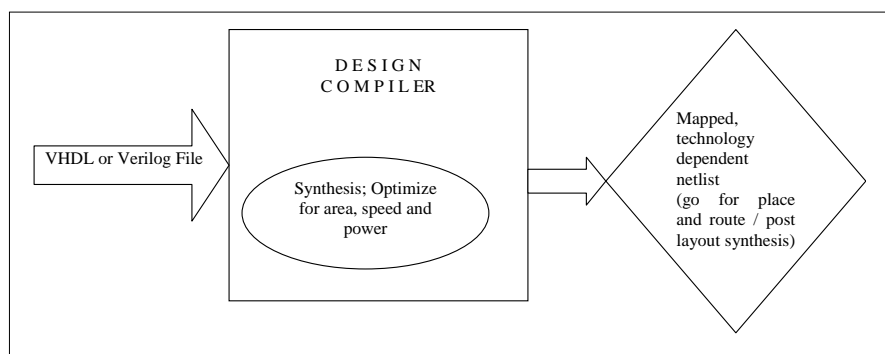 VHDL or Verilog File
D E S I G N
C O M P I L E R
Synthesis; Optimize
for area, speed and
power
Mapped,
technology
dependent
netlist
(go for place
and route / post
layout synthesis)